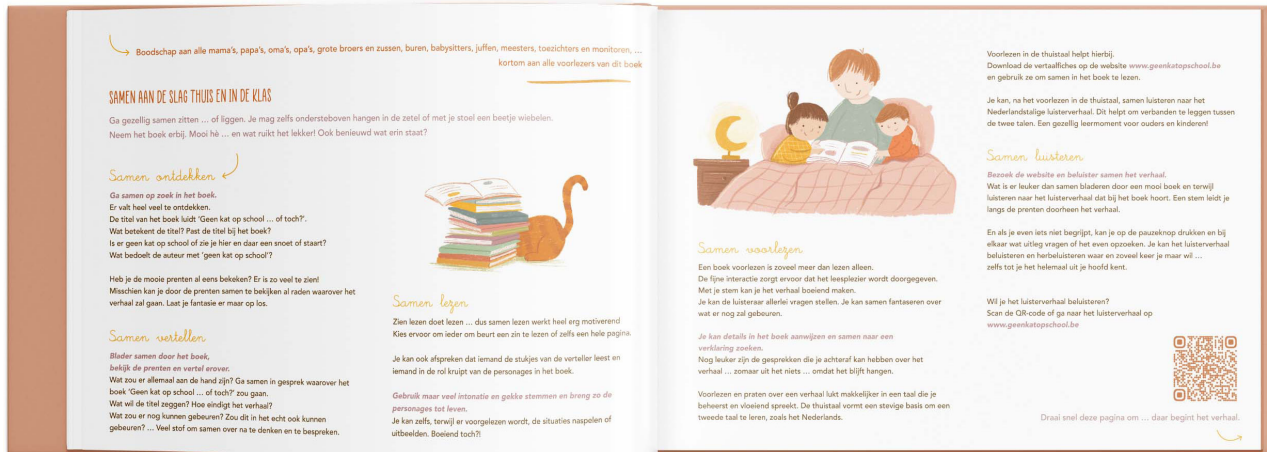 Boodschap aan alle mama's, papa's, oma's, opa's, grote broers en zussen, buren, babysitters, juffen, meesters, toezichters en monitoren, ...
kortom aan alle voorlezers van dit boek
SAMEN AAN DE SLAG THUIS EN IN DE KLAS
Ga gezellig samen zitten ... of liggen. Je mag zelfs ondersteboven hangen in de zetel of met je stoel een beetje wiebelen.
Neem het boek erbij. Mooi hè ... en wat ruikt het lekker! Ook benieuwd wat erin staat?
Samen ontdekken
Ga samen op zoek in het boek.
Er valt heel veel te ontdekken.
De titel van het boek luidt 'Geen kat op school ... of toch?'.
Wat betekent de titel? Past de titel bij het boek?
Is er geen kat op school of zie je hier en daar een snoet of staart?
Wat bedoelt de auteur met 'geen kat op school'?
Heb je de mooie prenten al eens bekeken? Er is zo veel te zien!
Misschien kan je door de prenten samen te bekijken al raden waarover het
verhaal zal gaan. Laat je fantasie er maar op los.
Samen vertellen
Blader samen door het boek,
bekijk de prenten en vertel erover.
Wat zou er allemaal aan de hand zijn? Ga samen in gesprek waarover het
boek 'Geen kat op school ... of toch?' zou gaan.
Wat wil de titel zeggen? Hoe eindigt het verhaal?
Wat zou er nog kunnen gebeuren? Zou dit in het echt ook kunnen
gebeuren? ... Veel stof om samen over na te denken en te bespreken.
Samen lezen
Zien lezen doet lezen ... dus samen lezen werkt heel erg motiverend
Kies ervoor om ieder om beurt een zin te lezen of zelfs een hele pagina.
Je kan ook afspreken dat iemand de stukjes van de verteller leest en
iemand in de rol kruipt van de personages in het boek.
Gebruik maar veel intonatie en gekke stemmen en breng zo de
personages tot leven.
Je kan zelfs, terwijl er voorgelezen wordt, de situaties naspelen of
uitbeelden. Boeiend toch?!
Samen voorlezen
Een boek voorlezen is zoveel meer dan lezen alleen.
De fijne interactie zorgt ervoor dat het leesplezier wordt doorgegeven.
Met je stem kan je het verhaal boeiend maken.
Je kan de luisteraar allerlei vragen stellen. Je kan samen fantaseren over
wat er nog zal gebeuren.
Je kan details in het boek aanwijzen en samen naar een
verklaring zoeken.
Nog leuker zijn de gesprekken die je achteraf kan hebben over het
verhaal ... zomaar uit het niets ... omdat het blijft hangen.
Voorlezen en praten over een verhaal lukt makkelijker in een taal die je
beheerst en vloeiend spreekt. De thuistaal vormt een stevige basis om een
tweede taal te leren, zoals het Nederlands.
Voorlezen in de thuistaal helpt hierbij.
Download de vertaalfiches op de website www.geenkatopschool.be
en gebruik ze om samen in het boek te lezen.
Je kan, na het voorlezen in de thuistaal, samen luisteren naar het
Nederlandstalige luisterverhaal. Dit helpt om verbanden te leggen tussen
de twee talen. Een gezellig leermoment voor ouders en kinderen!
Samen luisteren
Bezoek de website en beluister samen het verhaal.
Wat is er leuker dan samen bladeren door een mooi boek en terwijl
luisteren naar het luisterverhaal dat bij het boek hoort. Een stem leidt je
langs de prenten doorheen het verhaal.
En als je even iets niet begrijpt, kan je op de pauzeknop drukken en bij
elkaar wat uitleg vragen of het even opzoeken. Je kan het luisterverhaal
beluisteren en herbeluisteren waar en zoveel keer je maar wil ...
zelfs tot je het helemaal uit je hoofd kent.
Wil je het luisterverhaal beluisteren?
Scan de QR-code of ga naar het luisterverhaal op
www.geenkatopschool.be
Draai snel deze pagina om ... daar begint het verhaal.